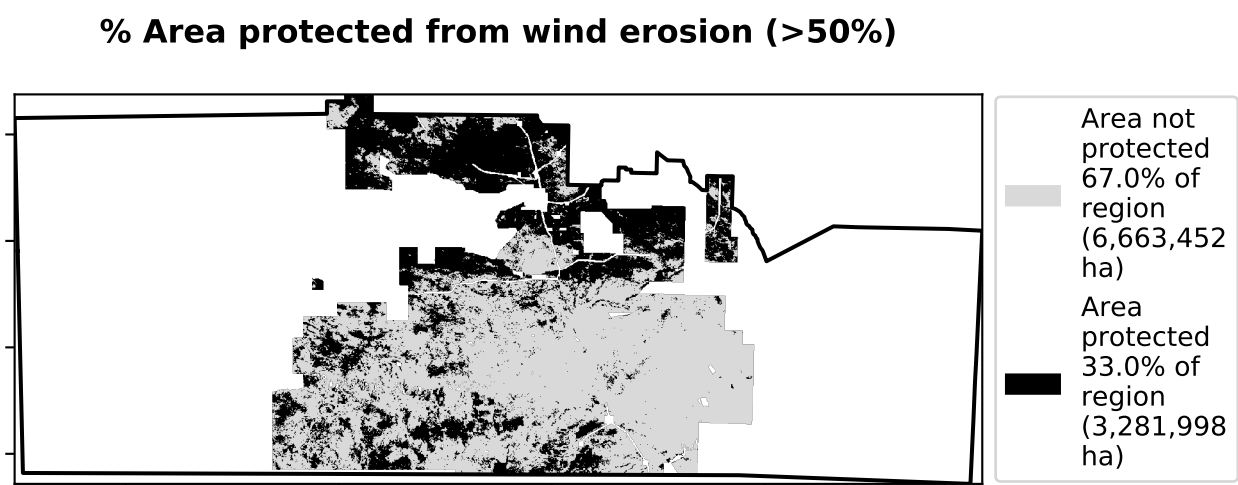 % Area protected from wind erosion (>50%)
Area not
protected
67.0% of
region
(6,663,452
ha)
Area
protected
33.0% of
region
(3,281,998
ha)